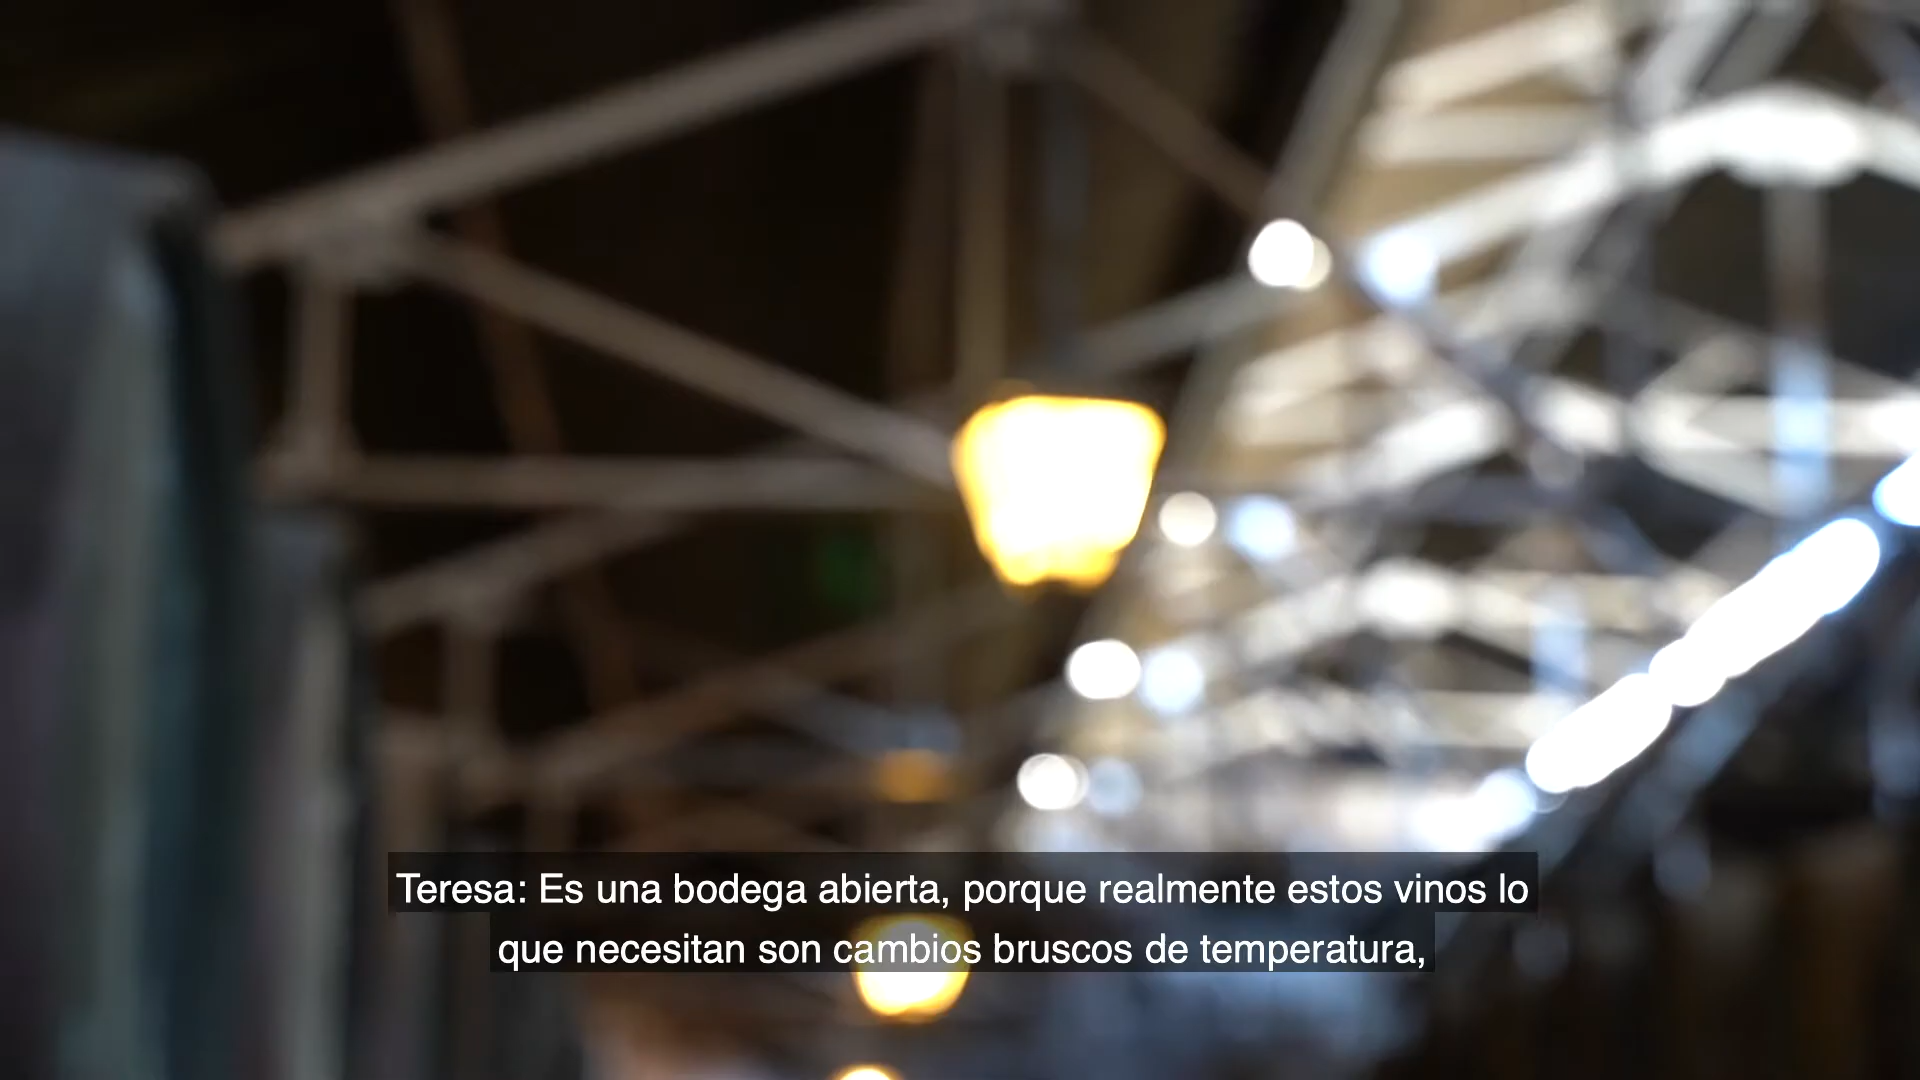 Teresa: Es una bodega abierta, porque realmente estos vinos lo
que necesitan son cambios bruscos de temperatura,